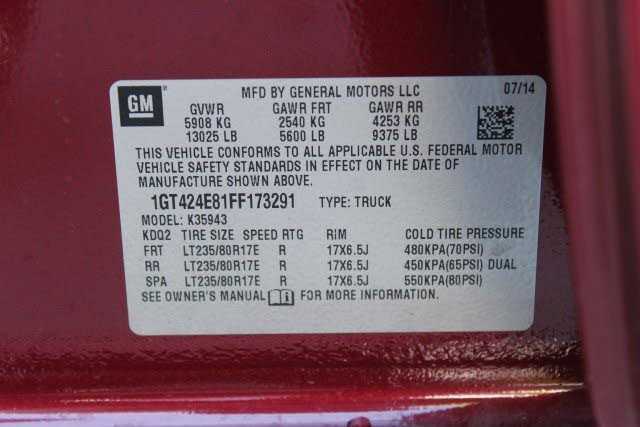 GM
MFD BY GENERAL MOTORS LLC 07/14
GVWR GAWR FRT GAWR RR
5908 KG 2540 KG 4253 KG
13025 LB 5600 LB 9375 LB
THIS VEHICLE CONFORMS TO ALL APPLICABLE U.S. FEDERAL MOTOR
VEHICLE SAFETY STANDARDS IN EFFECT ON THE DATE OF
MANUFACTURE SHOWN ABOVE.
1GT424E81FF173291 TYPE: TRUCK
MODEL: K35943
KDQ2 TIRE SIZE SPEED RTG RIM COLD TIRE PRESSURE
FRT LT235/80R17E R 17X6.5J 480KPA(70PSI)
RR LT235/80R17E R 17X6.5J 450KPA(65PSI) DUAL
SPA LT235/80R17E R 17X6.5J 550KPA(80PSI)
SEE OWNER'S MANUAL FOR MORE INFORMATION.